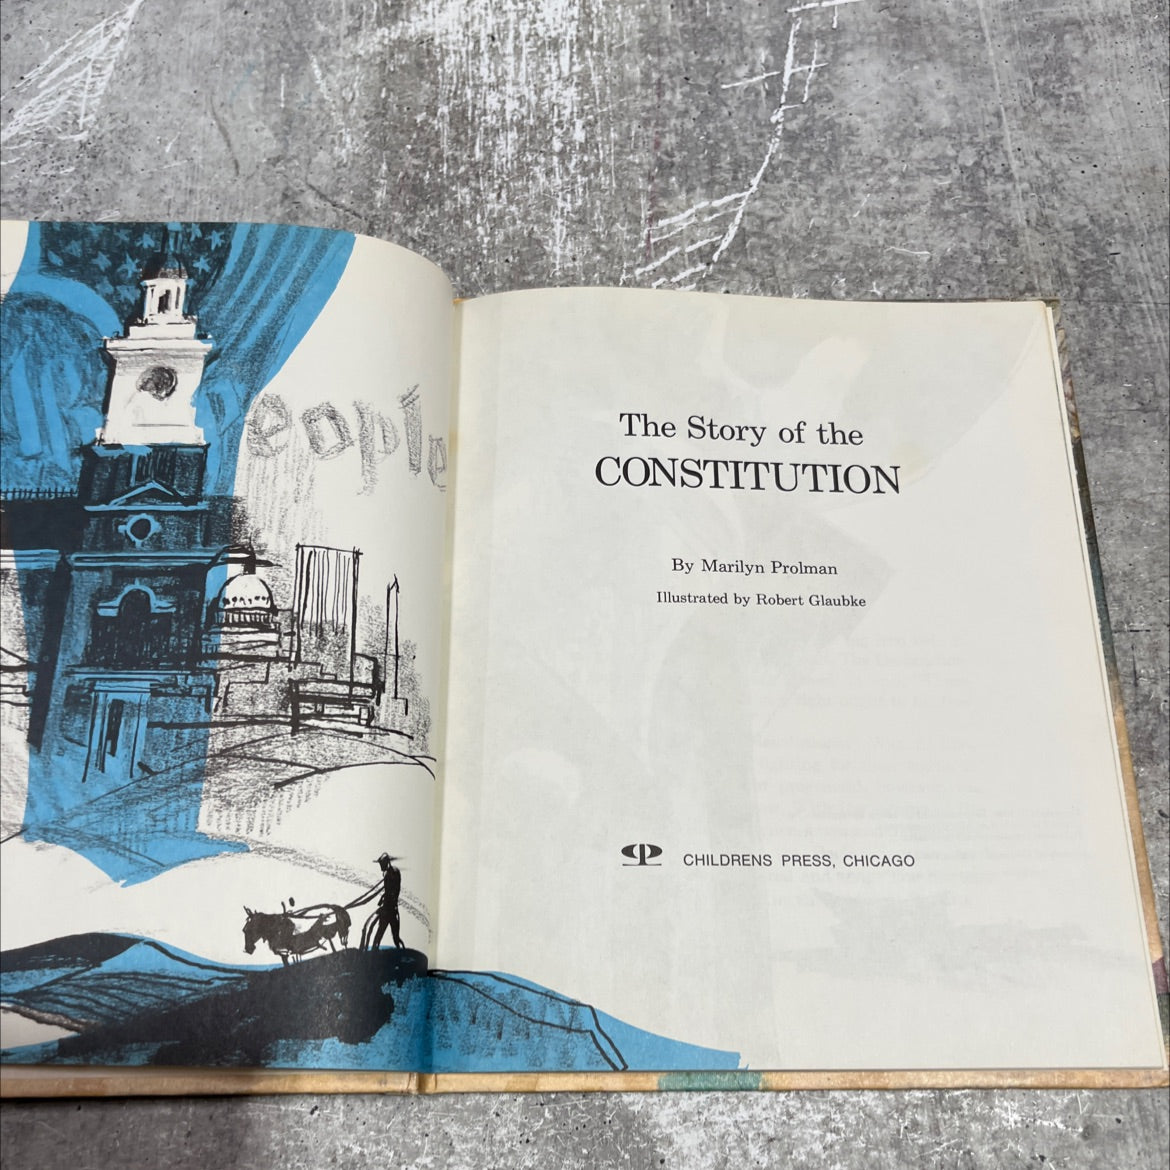 eople
The Story of the
CONSTITUTION
By Marilyn Prolman
Illustrated by Robert Glaubke
CHILDRENS PRESS, CHICAGO